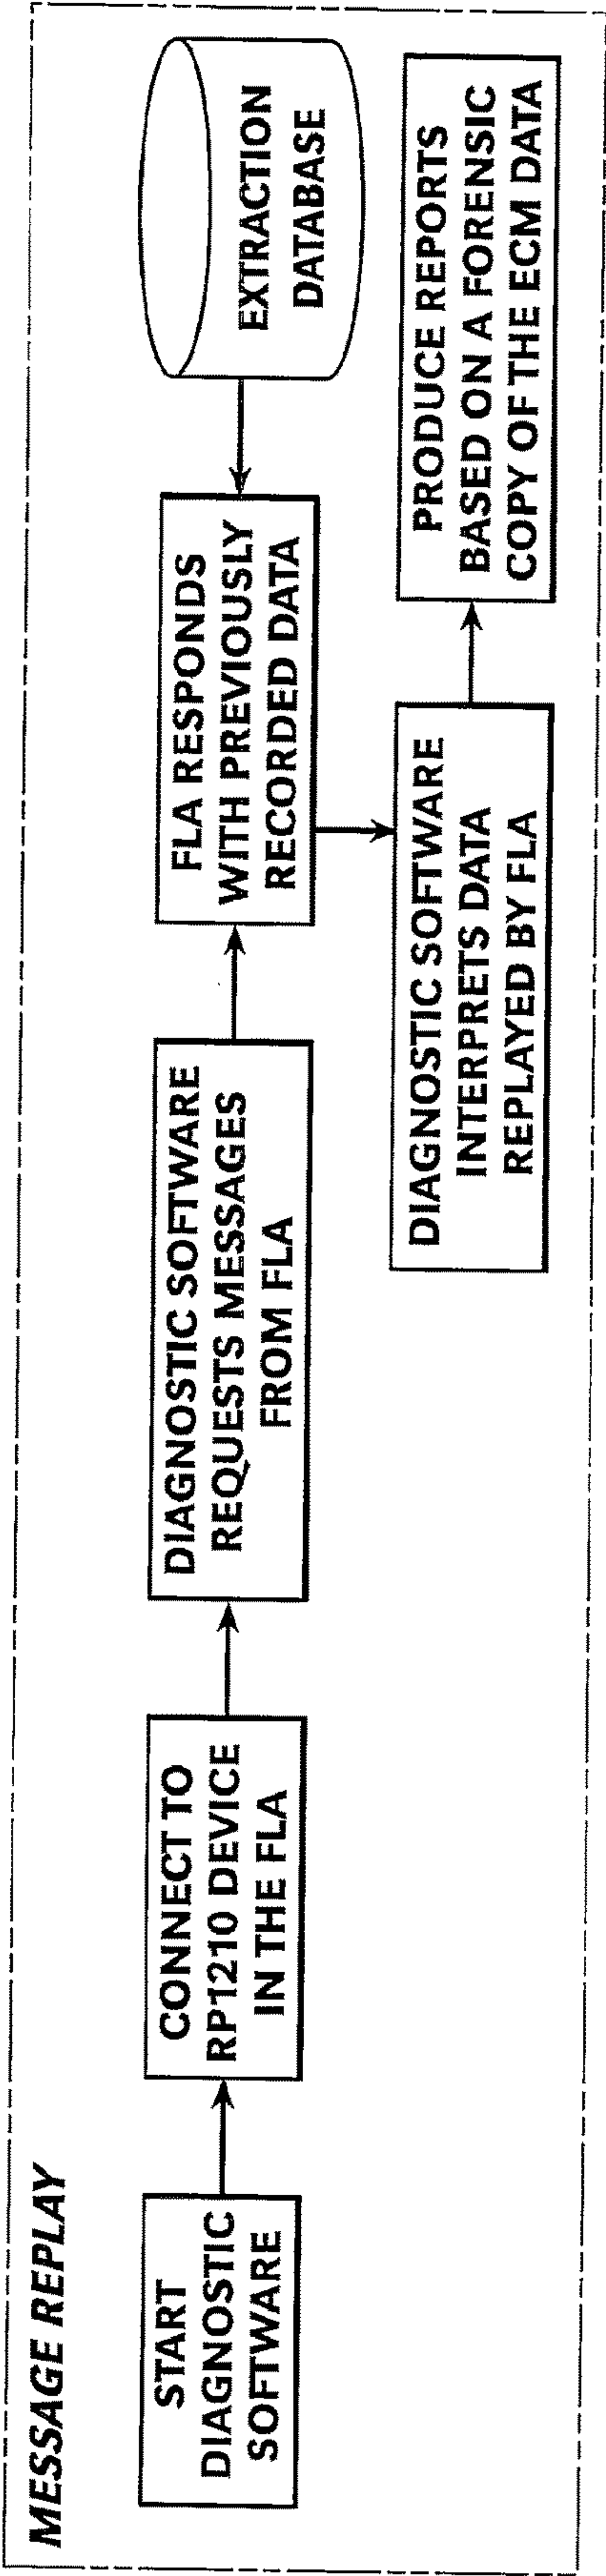 MESSAGE REPLAY
START
DIAGNOSTIC
SOFTWARE
CONNECT TO
RP1210 DEVICE
IN THE FLA
DIAGNOSTIC SOFTWARE
REQUESTS MESSAGES
FROM FLA
FLA RESPONDS
WITH PREVIOUSLY
RECORDED DATA
EXTRACTION
DATABASE
DIAGNOSTIC SOFTWARE
INTERPRETS DATA
REPLAYED BY FLA
PRODUCE REPORTS
BASED ON A FORENSIC
COPY OF THE ECM DATA